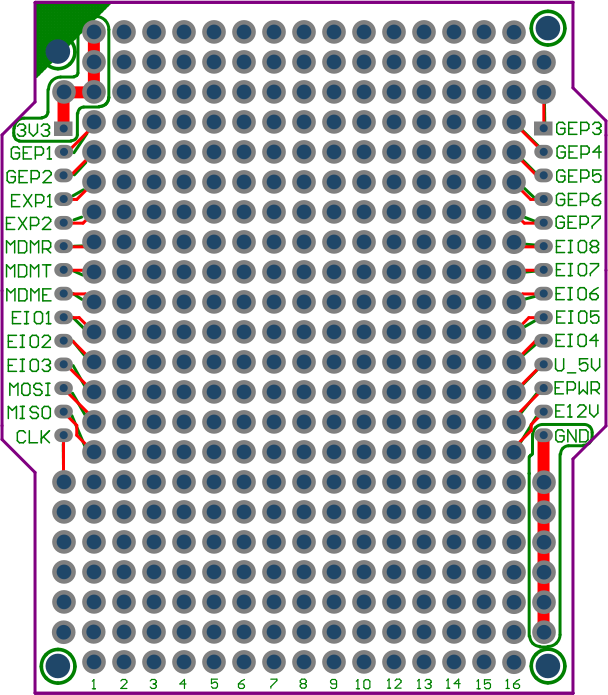 3V3 GEP3
GEP1 GEP4
GEP2 GEP5
EXP1 GEP6
EXP2 GEP7
MDMR EIO8
MDMT EIO7
MDME EIO6
EIO1 EIO5
EIO2 EIO4
EIO3 U_5V
MOSI EPWR
MISO E12V
CLK GND
1 2 3 4 5 6 7 8 9 10 11 12 13 14 15 16